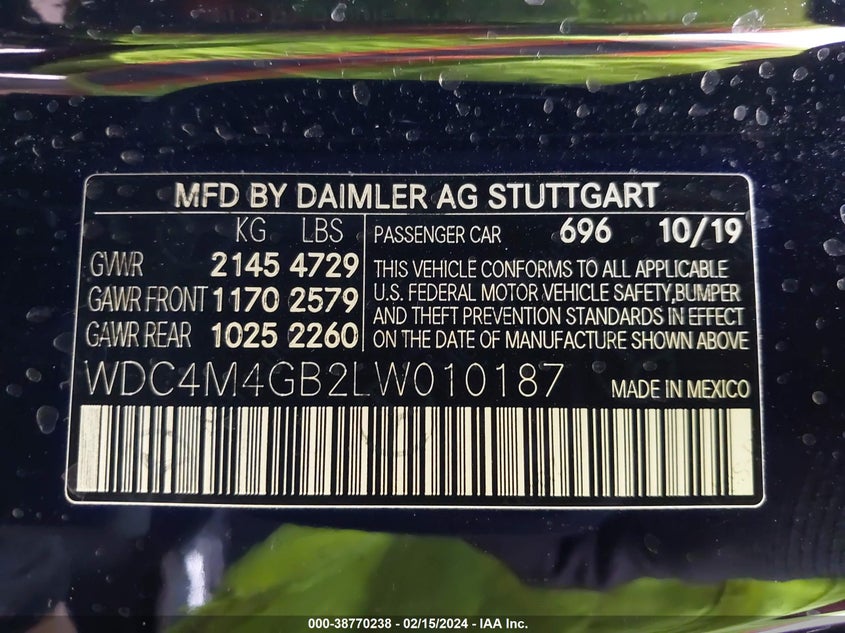 MFD BY DAIMLER AG STUTTGART
KG LBS
GVWR 2145 4729
GAWR FRONT 1170 2579
GAWR REAR 1025 2260
PASSENGER CAR 696 10/19
THIS VEHICLE CONFORMS TO ALL APPLICABLE
U.S. FEDERAL MOTOR VEHICLE SAFETY,BUMPER
AND THEFT PREVENTION STANDARDS IN EFFECT
ON THE DATE OF MANUFACTURE SHOWN ABOVE
WDC4M4GB2LW010187 MADE IN MEXICO
000-38770238 - 02/15/2024 - IAA Inc.